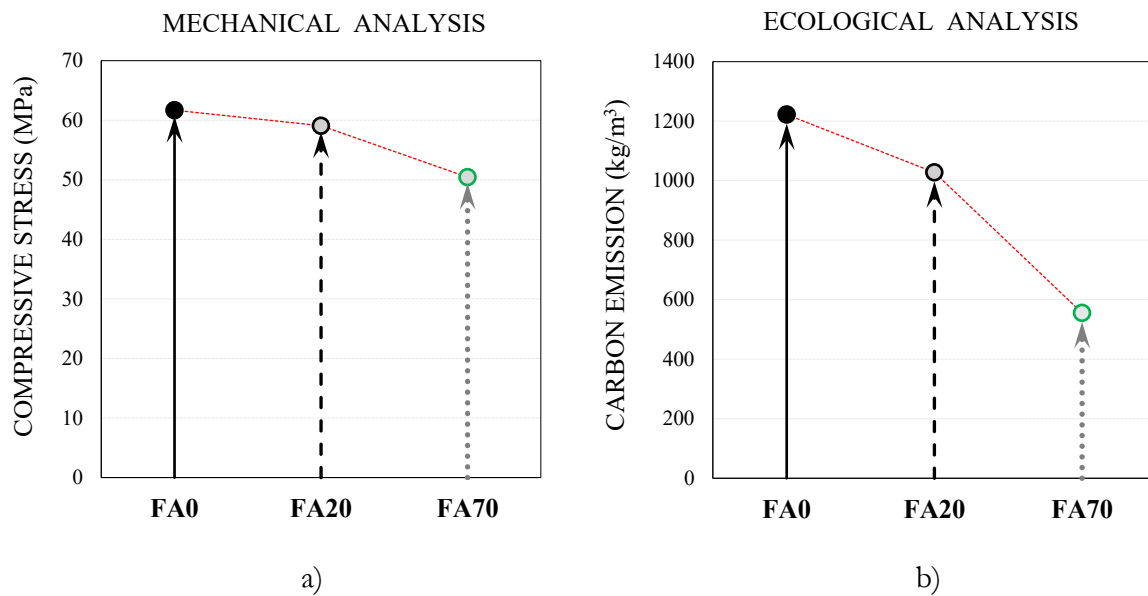 MECHANICAL ANALYSIS
COMPRESSIVE STRESS (MPa)
70
60
50
40
30
20
10
0
FA0 FA20 FA70
a)
ECOLOGICAL ANALYSIS
CARBON EMISSION (kg/m³)
1400
1200
1000
800
600
400
200
0
FA0 FA20 FA70
b)